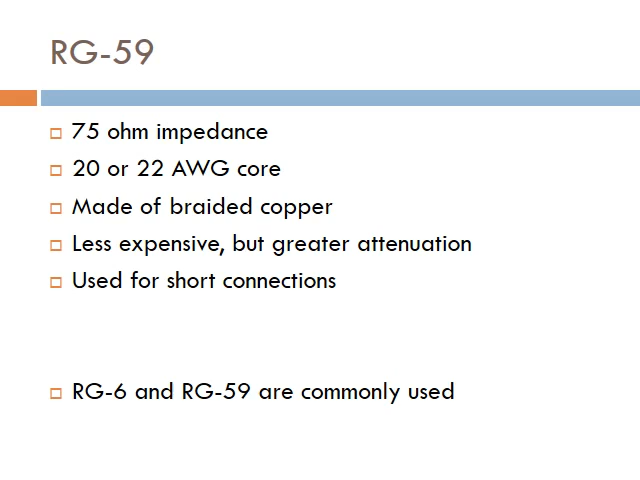 RG-59
75 ohm impedance
20 or 22 AWG core
Made of braided copper
Less expensive, but greater attenuation
Used for short connections
RG-6 and RG-59 are commonly used